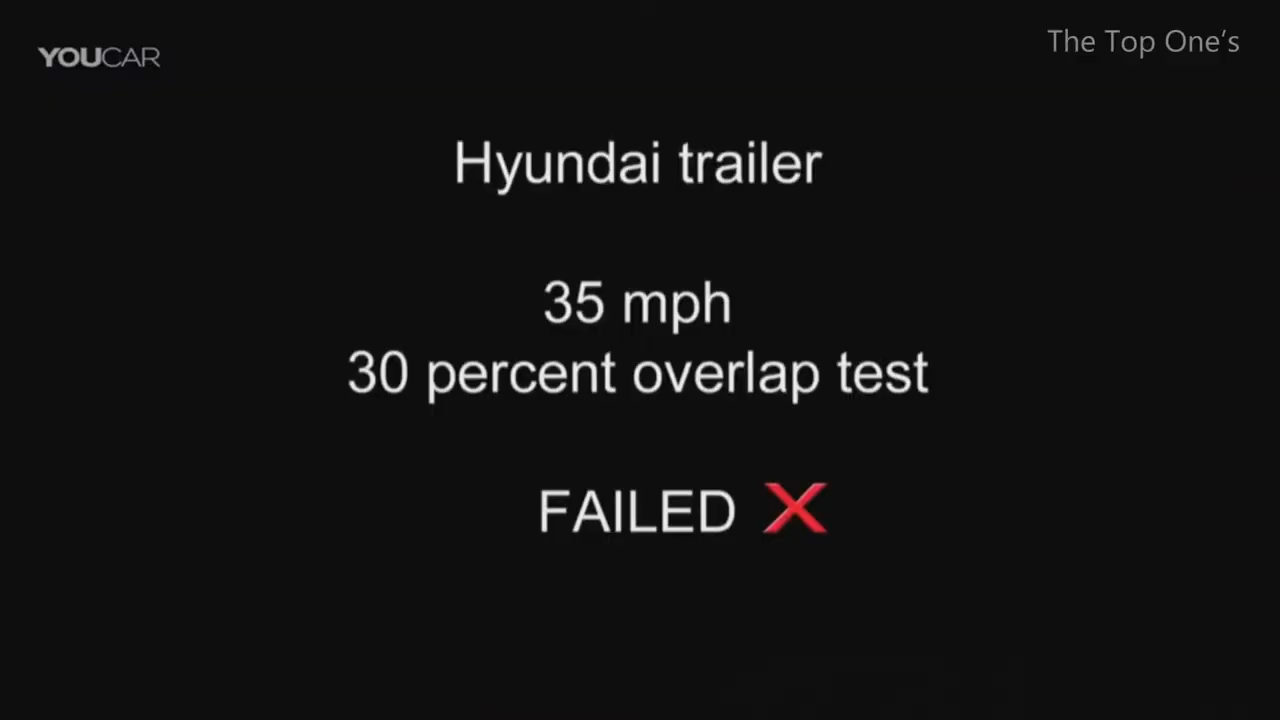 YOUCAR
The Top One's
Hyundai trailer
35 mph
30 percent overlap test
FAILED